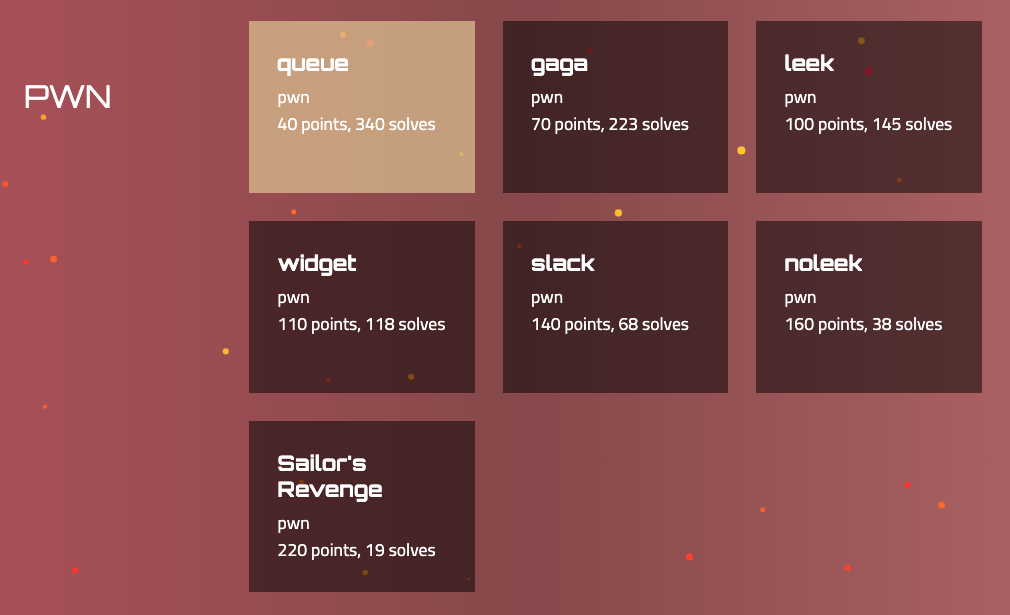 PWN
queue
pwn
40 points, 340 solves
gaga
pwn
70 points, 223 solves
leek
pwn
100 points, 145 solves
widget
pwn
110 points, 118 solves
slack
pwn
140 points, 68 solves
noleek
pwn
160 points, 38 solves
Sailor's
Revenge
pwn
220 points, 19 solves